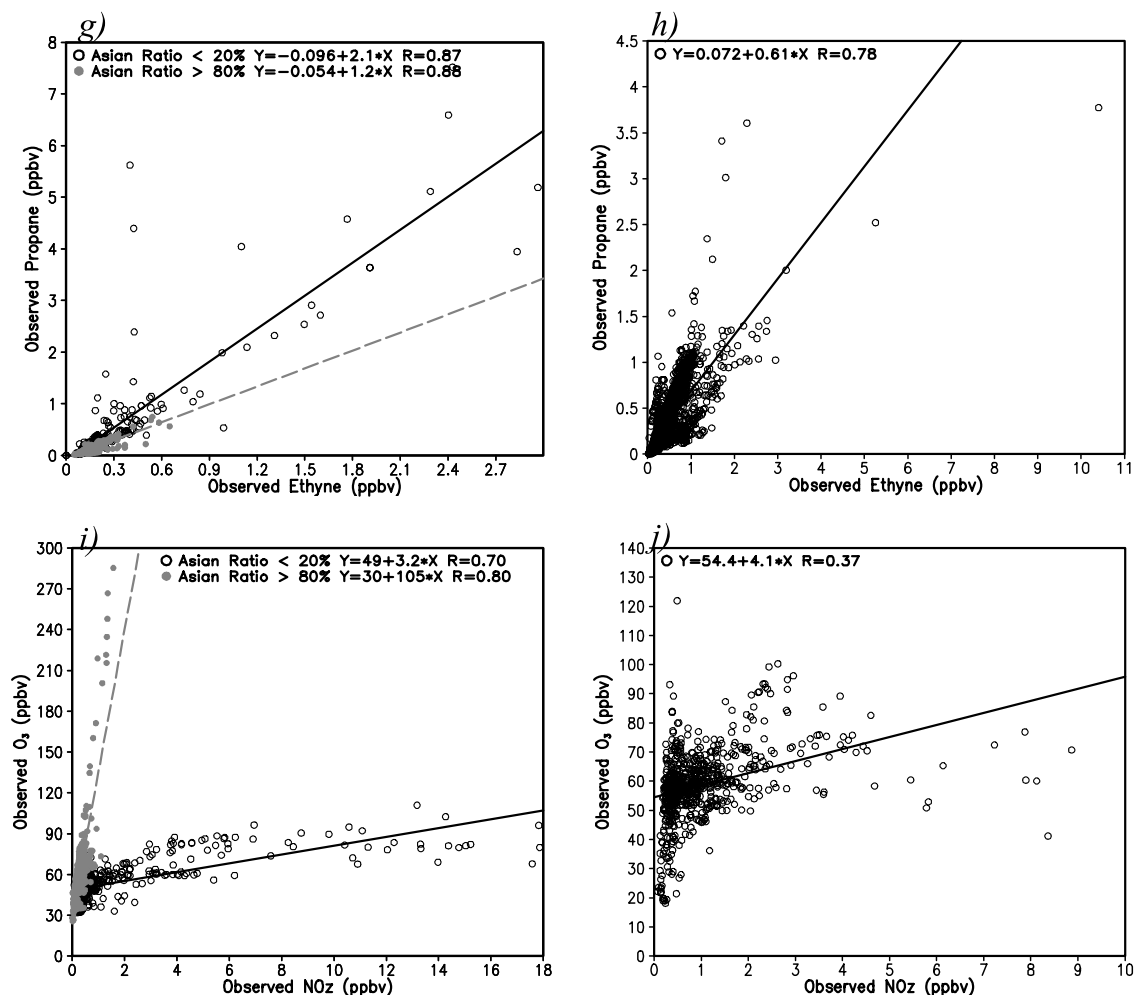 g)
Asian Ratio < 20% Y=−0.096+2.1*X R=0.87
Asian Ratio > 80% Y=−0.054+1.2*X R=0.88
8
7
6
5
4
3
2
1
0
Observed Propane (ppbv)
0 0.3 0.6 0.9 1.2 1.5 1.8 2.1 2.4 2.7
Observed Ethyne (ppbv)
h)
Y=0.072+0.61*X R=0.78
4.5
4
3.5
3
2.5
2
1.5
1
0.5
0
Observed Propane (ppbv)
0 1 2 3 4 5 6 7 8 9 10 11
Observed Ethyne (ppbv)
i)
Asian Ratio < 20% Y=49+3.2*X R=0.70
Asian Ratio > 80% Y=30+105*X R=0.80
300
270
240
210
180
150
120
90
60
30
0
Observed O₃ (ppbv)
0 2 4 6 8 10 12 14 16 18
Observed NOz (ppbv)
j)
Y=54.4+4.1*X R=0.37
140
130
120
110
100
90
80
70
60
50
40
30
20
10
0
Observed O₃ (ppbv)
0 1 2 3 4 5 6 7 8 9 10
Observed NOz (ppbv)